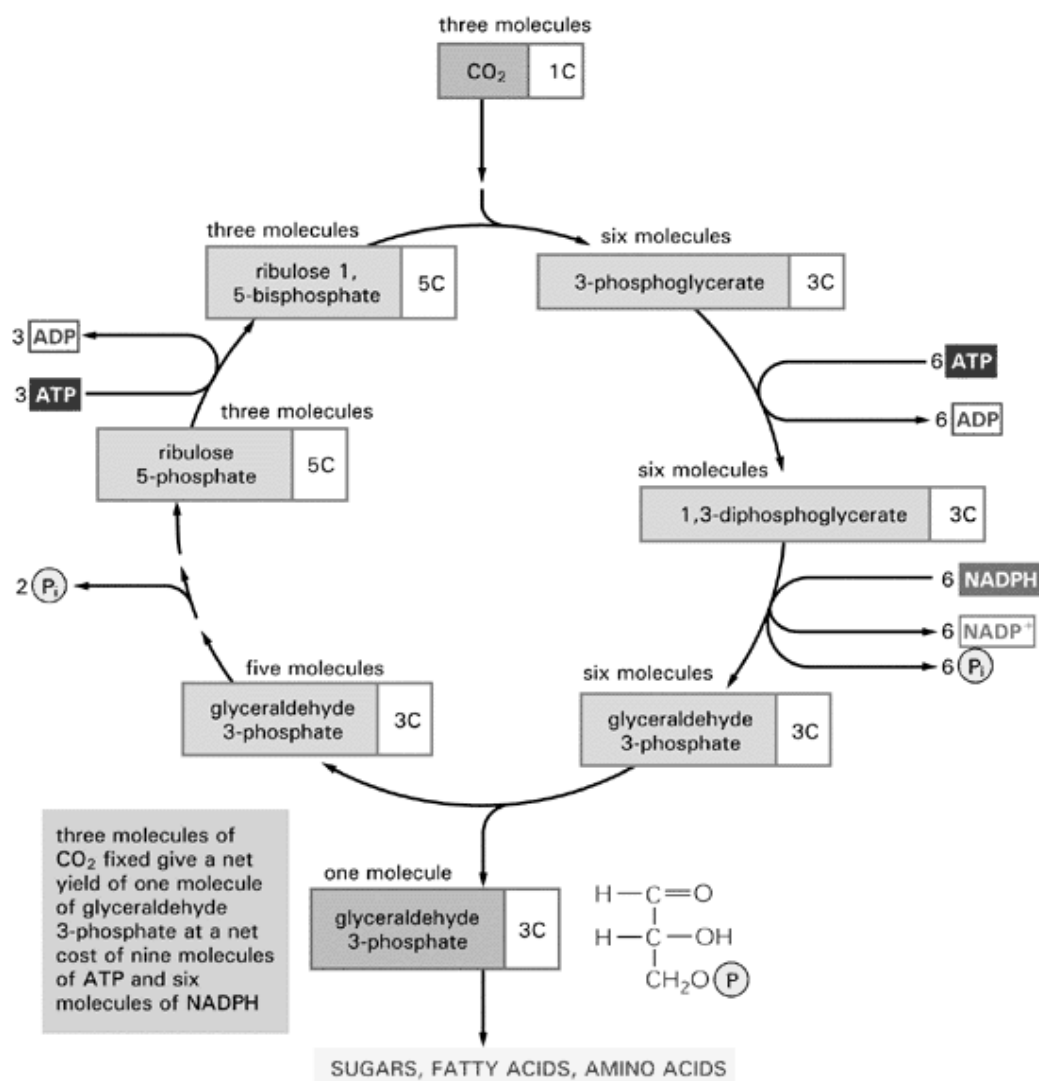 three molecules
CO₂ 1C
three molecules
ribulose 1,
5-bisphosphate
5C
six molecules
3-phosphoglycerate 3C
3 ADP
3 ATP
6 ATP
6 ADP
three molecules
ribulose
5-phosphate
5C
six molecules
1,3-diphosphoglycerate 3C
2 Pi
6 NADPH
6 NADP⁺
6 Pi
five molecules
glyceraldehyde
3-phosphate
3C
six molecules
glyceraldehyde
3-phosphate
3C
three molecules of
CO₂ fixed give a net
yield of one molecule
of glyceraldehyde
3-phosphate at a net
cost of nine molecules
of ATP and six
molecules of NADPH
one molecule
glyceraldehyde
3-phosphate
3C
H—C=O
H—C—OH
CH₂O P
SUGARS, FATTY ACIDS, AMINO ACIDS